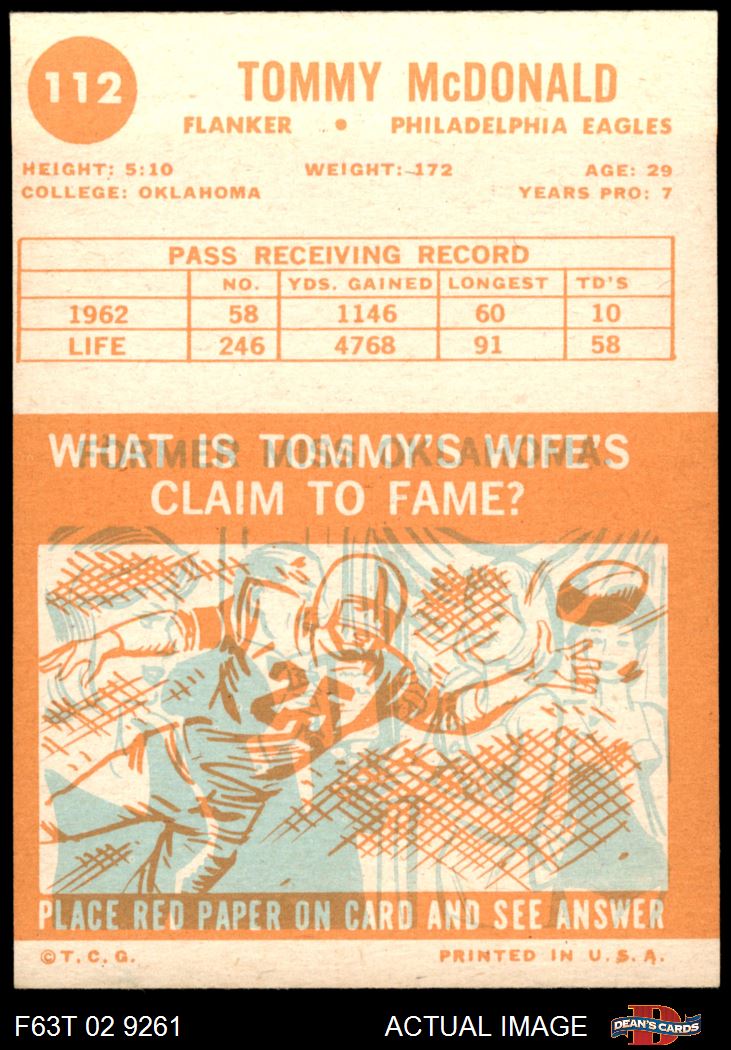 112
TOMMY McDONALD
FLANKER • PHILADELPHIA EAGLES
HEIGHT: 5:10 WEIGHT: 172 AGE: 29
COLLEGE: OKLAHOMA YEARS PRO: 7
PASS RECEIVING RECORD
NO. YDS. GAINED LONGEST TD'S
1962 58 1146 60 10
LIFE 246 4768 91 58
WHAT IS TOMMY'S WIFE'S
FORMER MISS OKLAHOMA.
CLAIM TO FAME?
PLACE RED PAPER ON CARD AND SEE ANSWER
© T. C. G. PRINTED IN U. S. A.
F63T 02 9261 ACTUAL IMAGE D DEAN'S CARDS